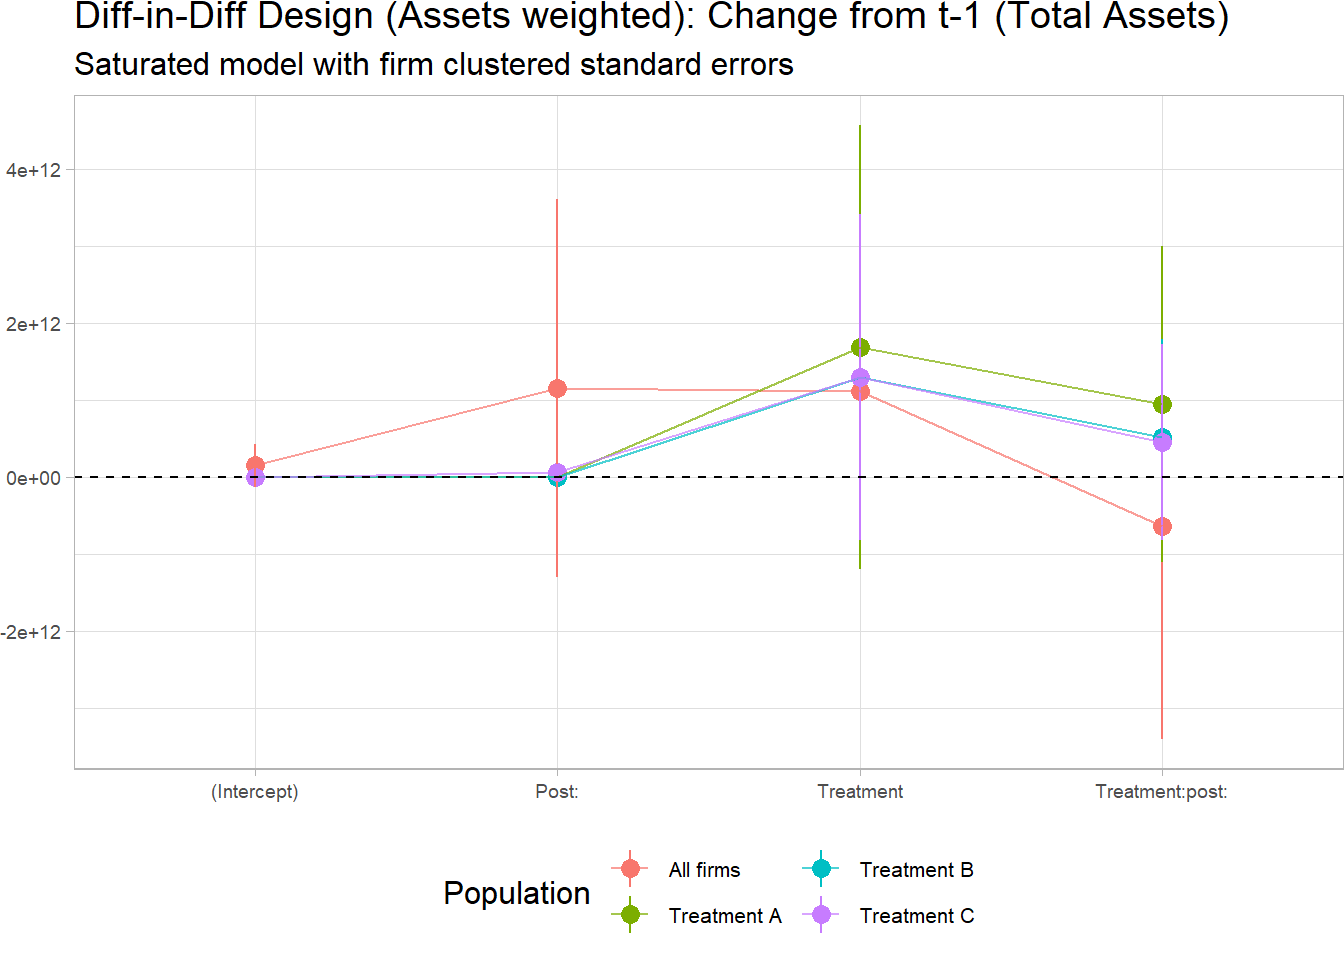 Diff-in-Diff Design (Assets weighted): Change from t-1 (Total Assets)
Saturated model with firm clustered standard errors
4e+12
2e+12
0e+00
-2e+12
(Intercept)
Post:
Treatment
Treatment:post:
Population
All firms
Treatment B
Treatment A
Treatment C